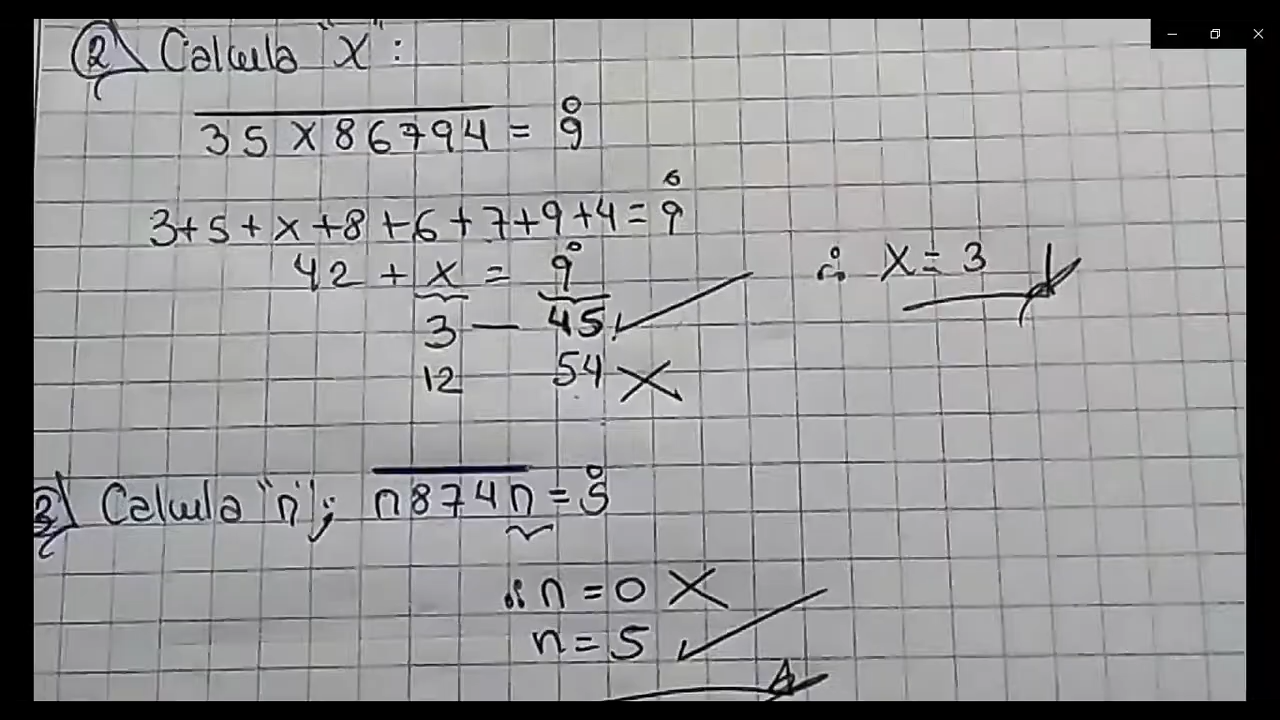 2) Calcula "X":
35X86794 = 9°
3+5+x+8+6+7+9+4=9°
42 + x = 9°
∴ X = 3
3 — 45
12 54 X
3) Calcula "n"; n874n = 5°
∴ n = 0 X
n = 5